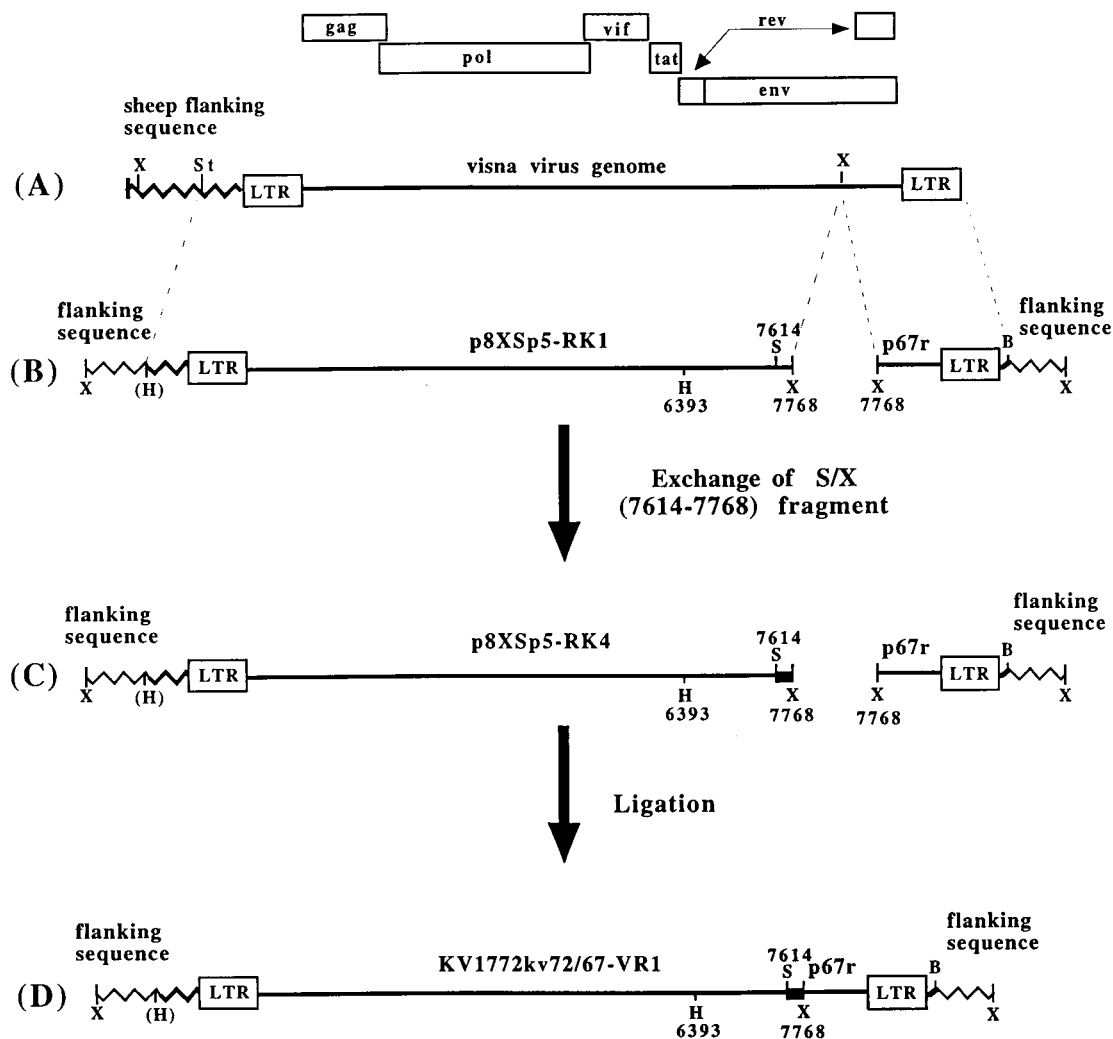 gag
vif
rev
pol
tat
env
sheep flanking
sequence
X
St
visna virus genome
X
(A)
LTR
LTR
flanking
sequence
p8XSp5-RK1
7614
S
p67r
flanking
sequence
B
(B)
LTR
LTR
X
(H)
H
6393
X
7768
X
7768
X
Exchange of S/X
(7614-7768) fragment
flanking
sequence
p8XSp5-RK4
7614
S
p67r
flanking
sequence
B
(C)
LTR
LTR
X
(H)
H
6393
X
7768
X
7768
X
Ligation
flanking
sequence
KV1772kv72/67-VR1
7614
S
p67r
flanking
sequence
B
(D)
LTR
LTR
X
(H)
H
6393
X
7768
X